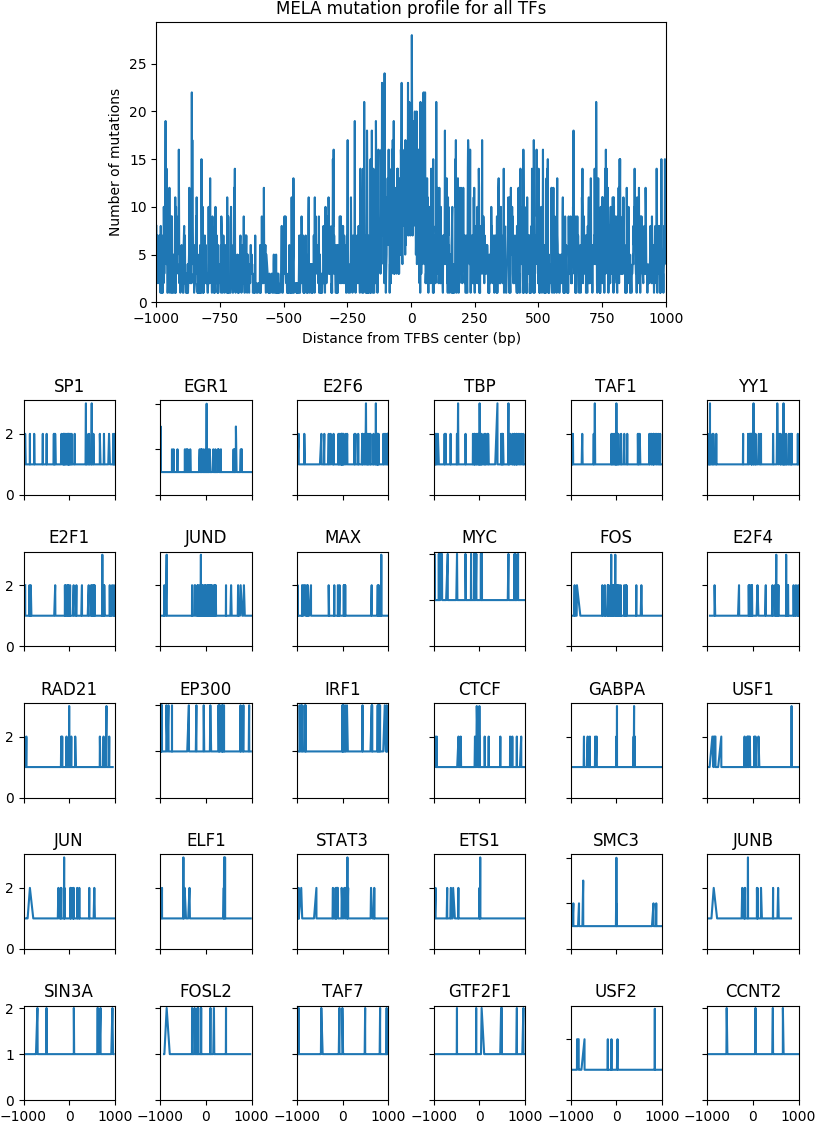 MELA mutation profile for all TFs
Number of mutations
25
20
15
10
5
0
−1000 −750 −500 −250 0 250 500 750 1000
Distance from TFBS center (bp)
SP1 EGR1 E2F6 TBP TAF1 YY1
2
0
E2F1 JUND MAX MYC FOS E2F4
2
0
RAD21 EP300 IRF1 CTCF GABPA USF1
2
0
JUN ELF1 STAT3 ETS1 SMC3 JUNB
2
0
SIN3A FOSL2 TAF7 GTF2F1 USF2 CCNT2
2
1
0
−1000 0 1000 −1000 0 1000 −1000 0 1000 −1000 0 1000 −1000 0 1000 −1000 0 1000